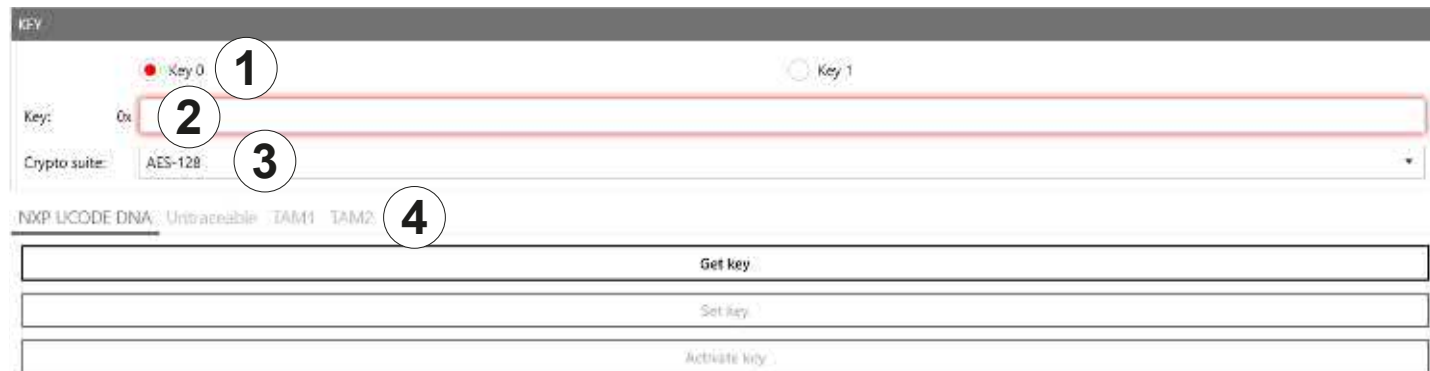 KEY
Key 0 1 Key 1
Key: 0x 2
Crypto suite: AES-128 3
NXP UCODE DNA Untraceable TAM1 TAM2 4
Get key
Set key
Activate key